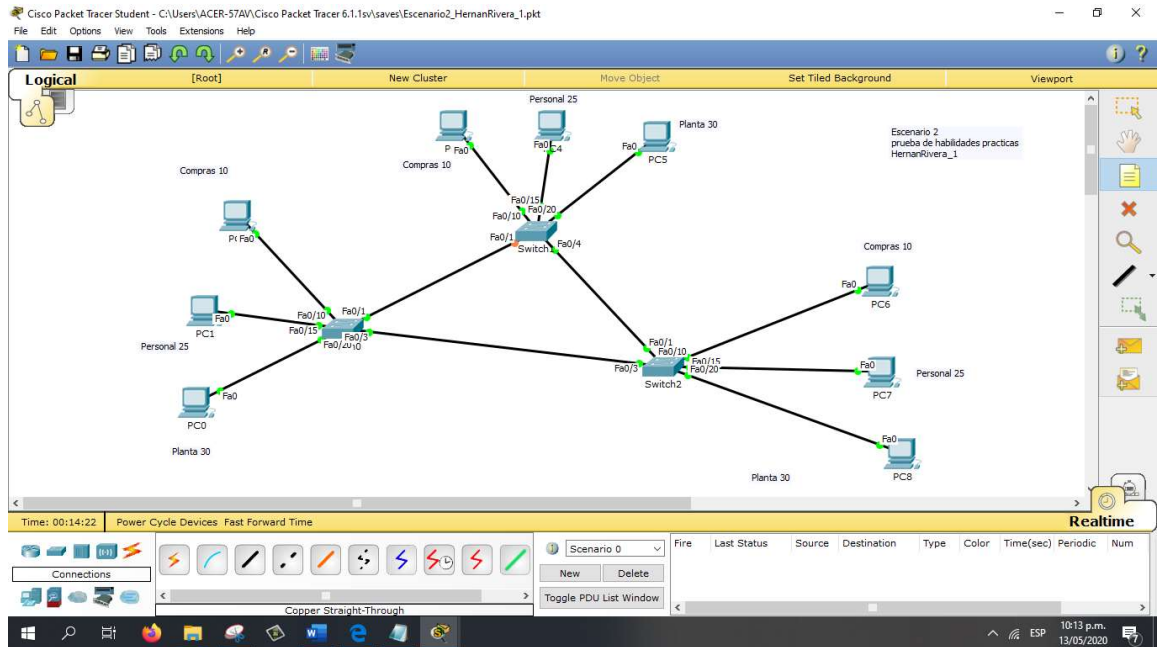 Cisco Packet Tracer Student - C:\Users\ACER-57AV\Cisco Packet Tracer 6.1.1sv\saves\Escenario2_HernanRivera_1.pkt
File Edit Options View Tools Extensions Help
Logical [Root] New Cluster Move Object Set Tiled Background Viewport
Personal 25
Planta 30
Escenario 2
prueba de habilidades practicas
HernanRivera_1
P Fa0
Fa0
C4
Fa0
PC5
Compras 10
Compras 10
Fa0/15
Fa0/10
Fa0/20
Fa0/1
Fa0/4
Switch1
Fa0
Compras 10
Fa0
PC6
Fa0
PC1
Personal 25
Fa0/10
Fa0/1
Fa0/15
Fa0/3
Fa0/20
Fa0/1
Fa0/10
Fa0/15
Fa0/3
Fa0/20
Switch2
Fa0
PC7
Personal 25
Fa0
PC0
Planta 30
Fa0
PC8
Planta 30
Time: 00:14:22 Power Cycle Devices Fast Forward Time Realtime
Connections
Copper Straight-Through
Scenario 0
New Delete
Toggle PDU List Window
Fire Last Status Source Destination Type Color Time(sec) Periodic Num
ESP
10:13 p.m.
13/05/2020